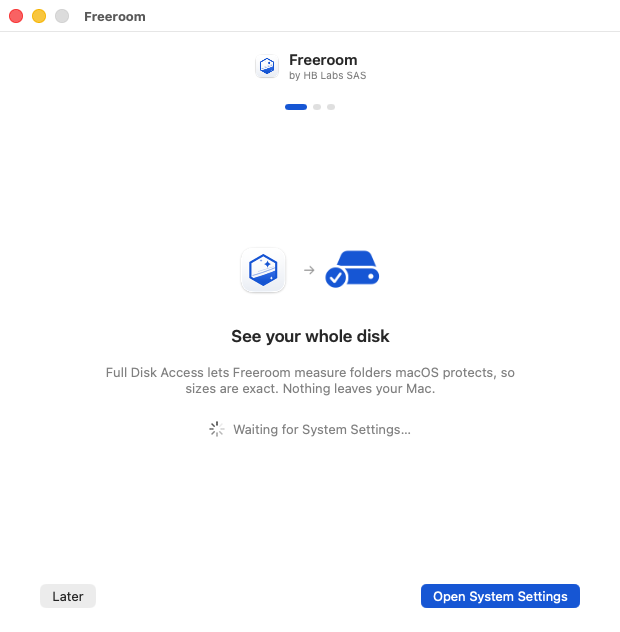 Freeroom
Freeroom
by HB Labs SAS
See your whole disk
Full Disk Access lets Freeroom measure folders macOS protects, so
sizes are exact. Nothing leaves your Mac.
Waiting for System Settings...
Later
Open System Settings